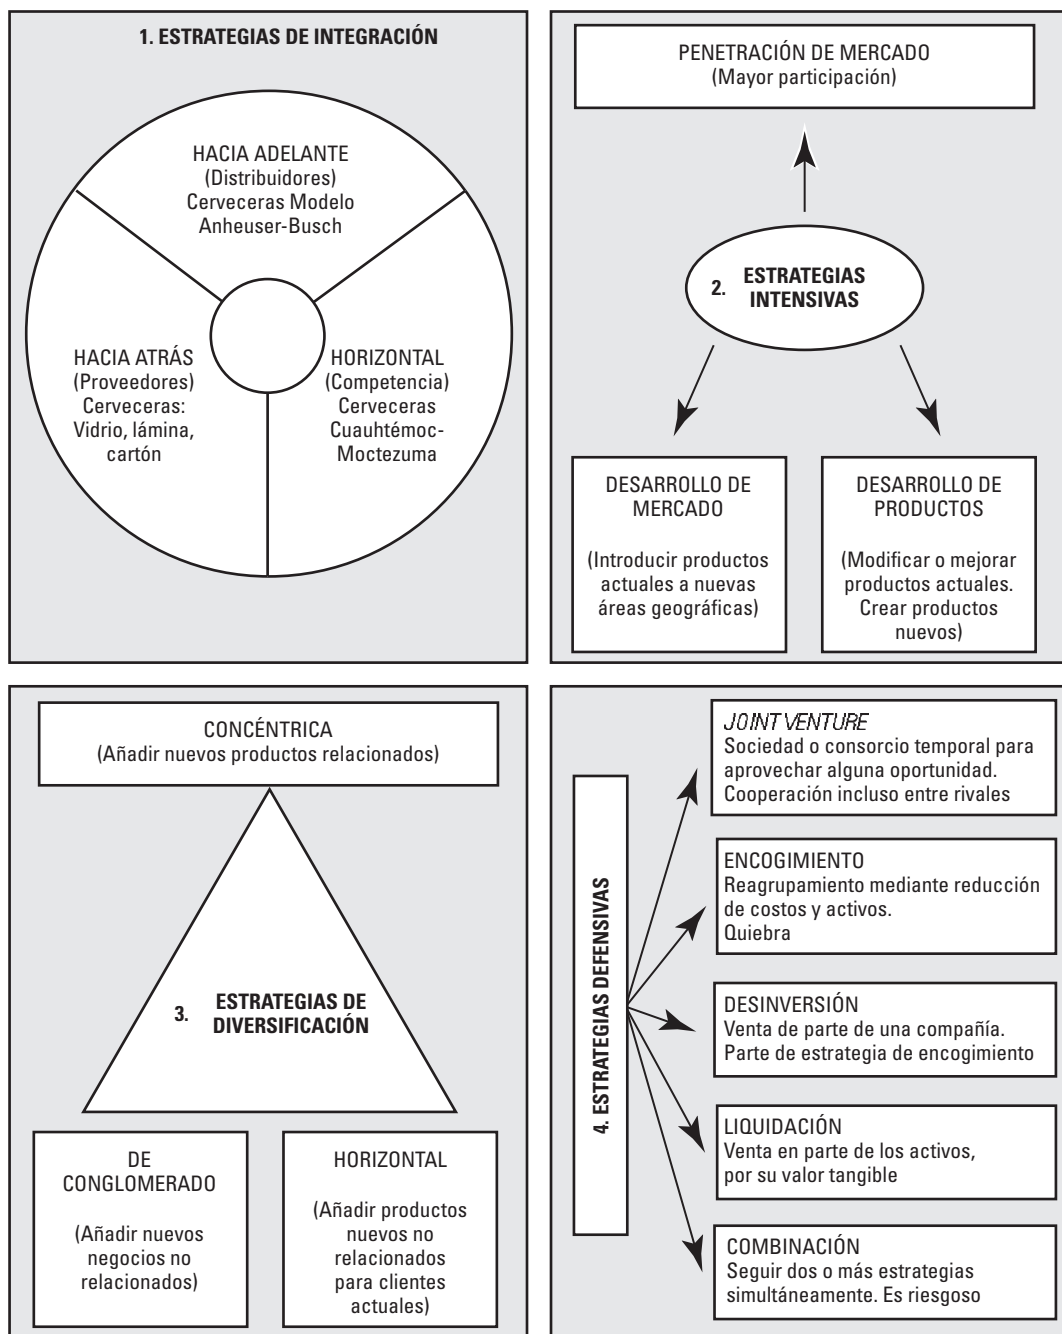 1. ESTRATEGIAS DE INTEGRACIÓN
HACIA ADELANTE
(Distribuidores)
Cerveceras Modelo
Anheuser-Busch
HACIA ATRÁS
(Proveedores)
Cerveceras:
Vidrio, lámina,
cartón
HORIZONTAL
(Competencia)
Cerveceras
Cuauhtémoc-
Moctezuma
PENETRACIÓN DE MERCADO
(Mayor participación)
2. ESTRATEGIAS
INTENSIVAS
DESARROLLO DE
MERCADO
(Introducir productos
actuales a nuevas
áreas geográficas)
DESARROLLO DE
PRODUCTOS
(Modificar o mejorar
productos actuales.
Crear productos
nuevos)
CONCÉNTRICA
(Añadir nuevos productos relacionados)
3. ESTRATEGIAS DE
DIVERSIFICACIÓN
DE
CONGLOMERADO
(Añadir nuevos
negocios no
relacionados)
HORIZONTAL
(Añadir productos
nuevos no
relacionados
para clientes
actuales)
4. ESTRATEGIAS DEFENSIVAS
JOINT VENTURE
Sociedad o consorcio temporal para
aprovechar alguna oportunidad.
Cooperación incluso entre rivales
ENCOGIMIENTO
Reagrupamiento mediante reducción
de costos y activos.
Quiebra
DESINVERSIÓN
Venta de parte de una compañía.
Parte de estrategia de encogimiento
LIQUIDACIÓN
Venta en parte de los activos,
por su valor tangible
COMBINACIÓN
Seguir dos o más estrategias
simultáneamente. Es riesgoso